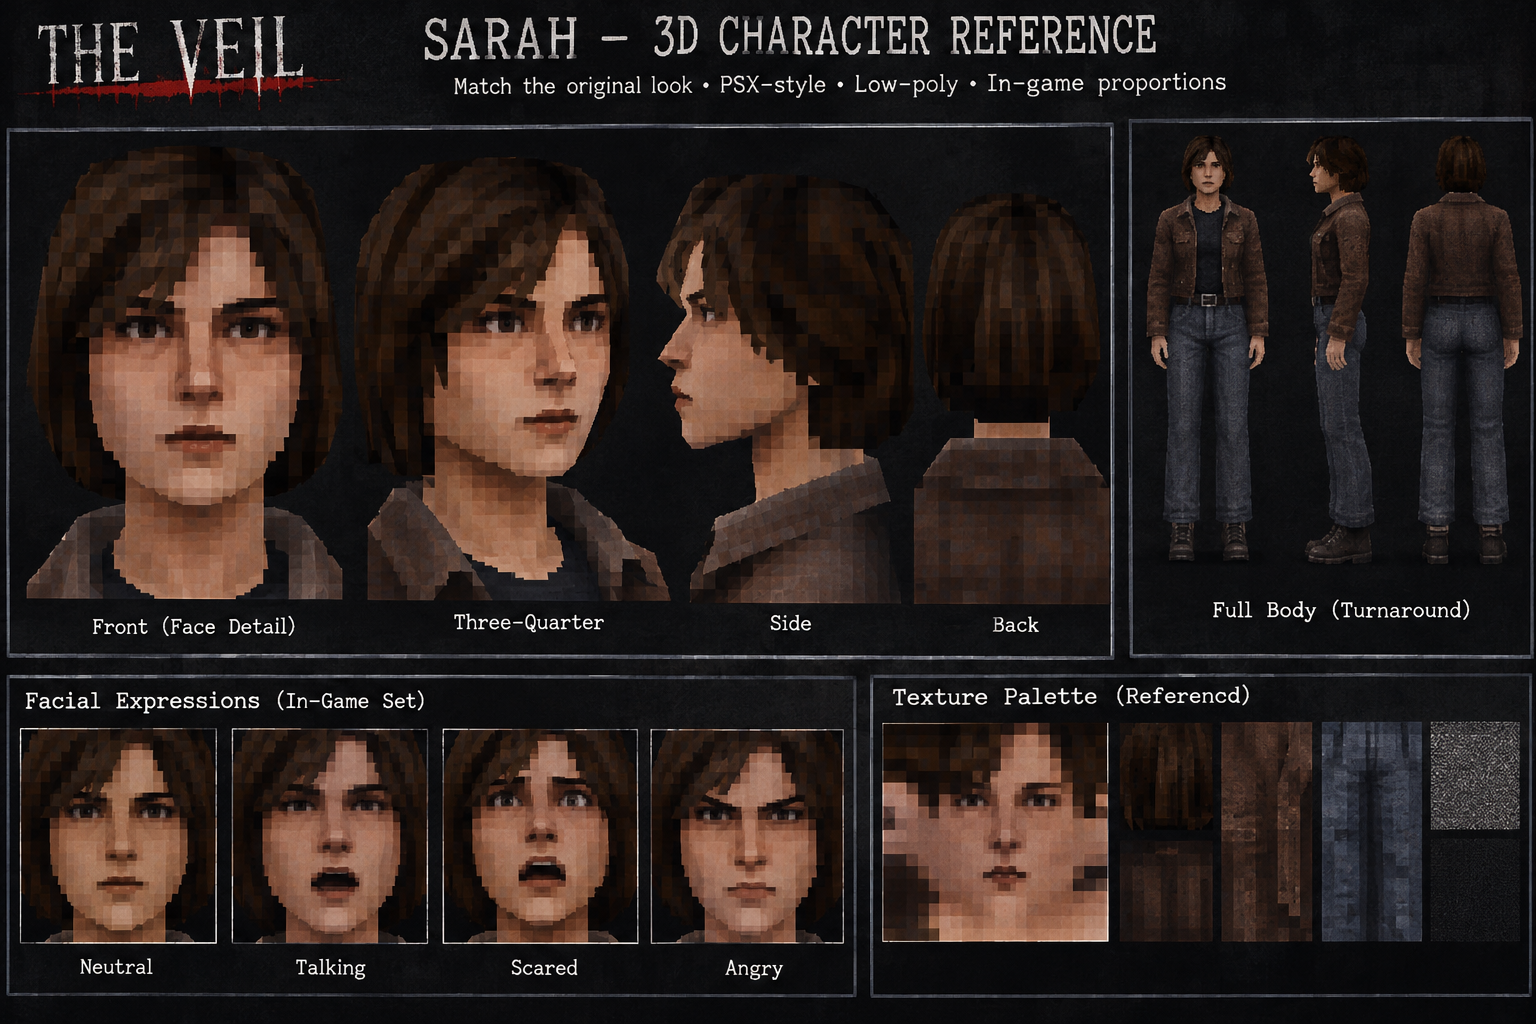 THE VEIL
SARAH – 3D CHARACTER REFERENCE
Match the original look • PSX-style • Low-poly • In-game proportions
Front (Face Detail)
Three-Quarter
Side
Back
Full Body (Turnaround)
Facial Expressions (In-Game Set)
Neutral
Talking
Scared
Angry
Texture Palette (Referencd)